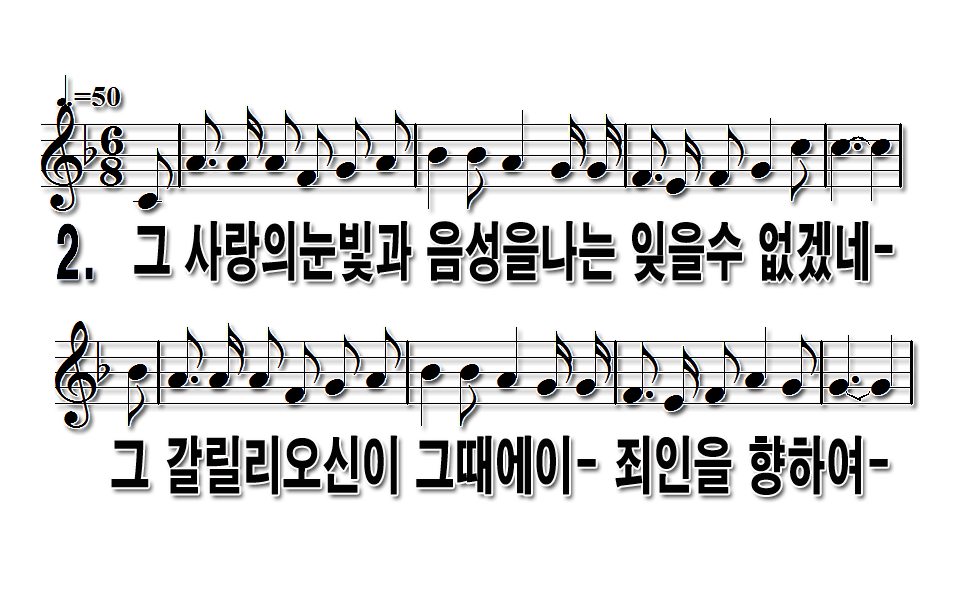 ♩.=50
6/8
2. 그 사랑의눈빛과 음성을나는 잊을수 없겠네-
그 갈릴리오신이 그때에이- 죄인을 향하여-